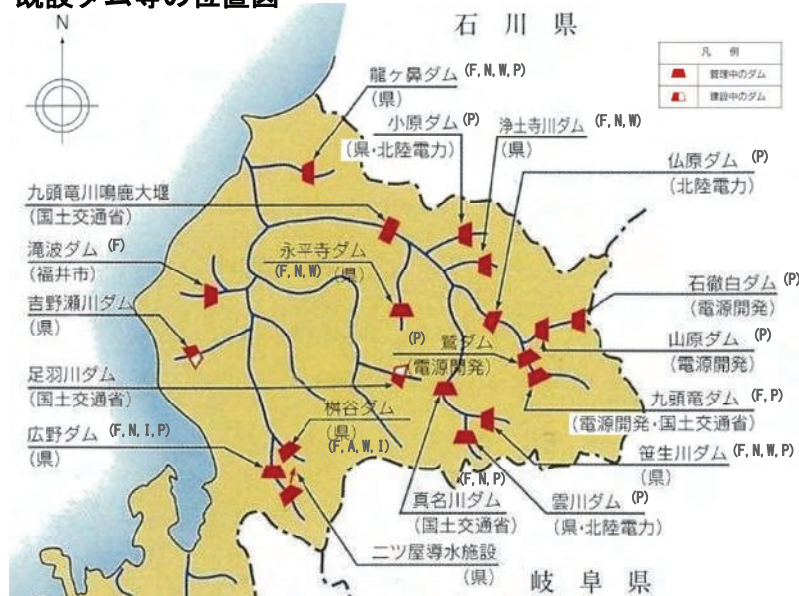 既設ダム等の位置図
N
石川県
凡 例
管理中のダム
建設中のダム
龍ヶ鼻ダム (F, N, W, P)
(県)
小原ダム (P)
(県・北陸電力)
浄土寺川ダム (F, N, W)
(県)
仏原ダム (P)
(北陸電力)
九頭竜川鳴鹿大堰
(国土交通省)
滝波ダム (F)
(福井市)
永平寺ダム
(F, N, W) (県)
吉野瀬川ダム
(県)
石徹白ダム (P)
(電源開発)
(P) 鷲ダム
(電源開発)
山原ダム (P)
(電源開発)
足羽川ダム
(国土交通省)
九頭竜ダム (F, P)
(電源開発・国土交通省)
桝谷ダム
(県)
(F, A, W, I)
広野ダム (F, N, I, P)
(県)
笹生川ダム (F, N, W, P)
(県)
(F, N, P)
真名川ダム
(国土交通省)
雲川ダム (P)
(県・北陸電力)
二ツ屋導水施設
(県)
岐阜県